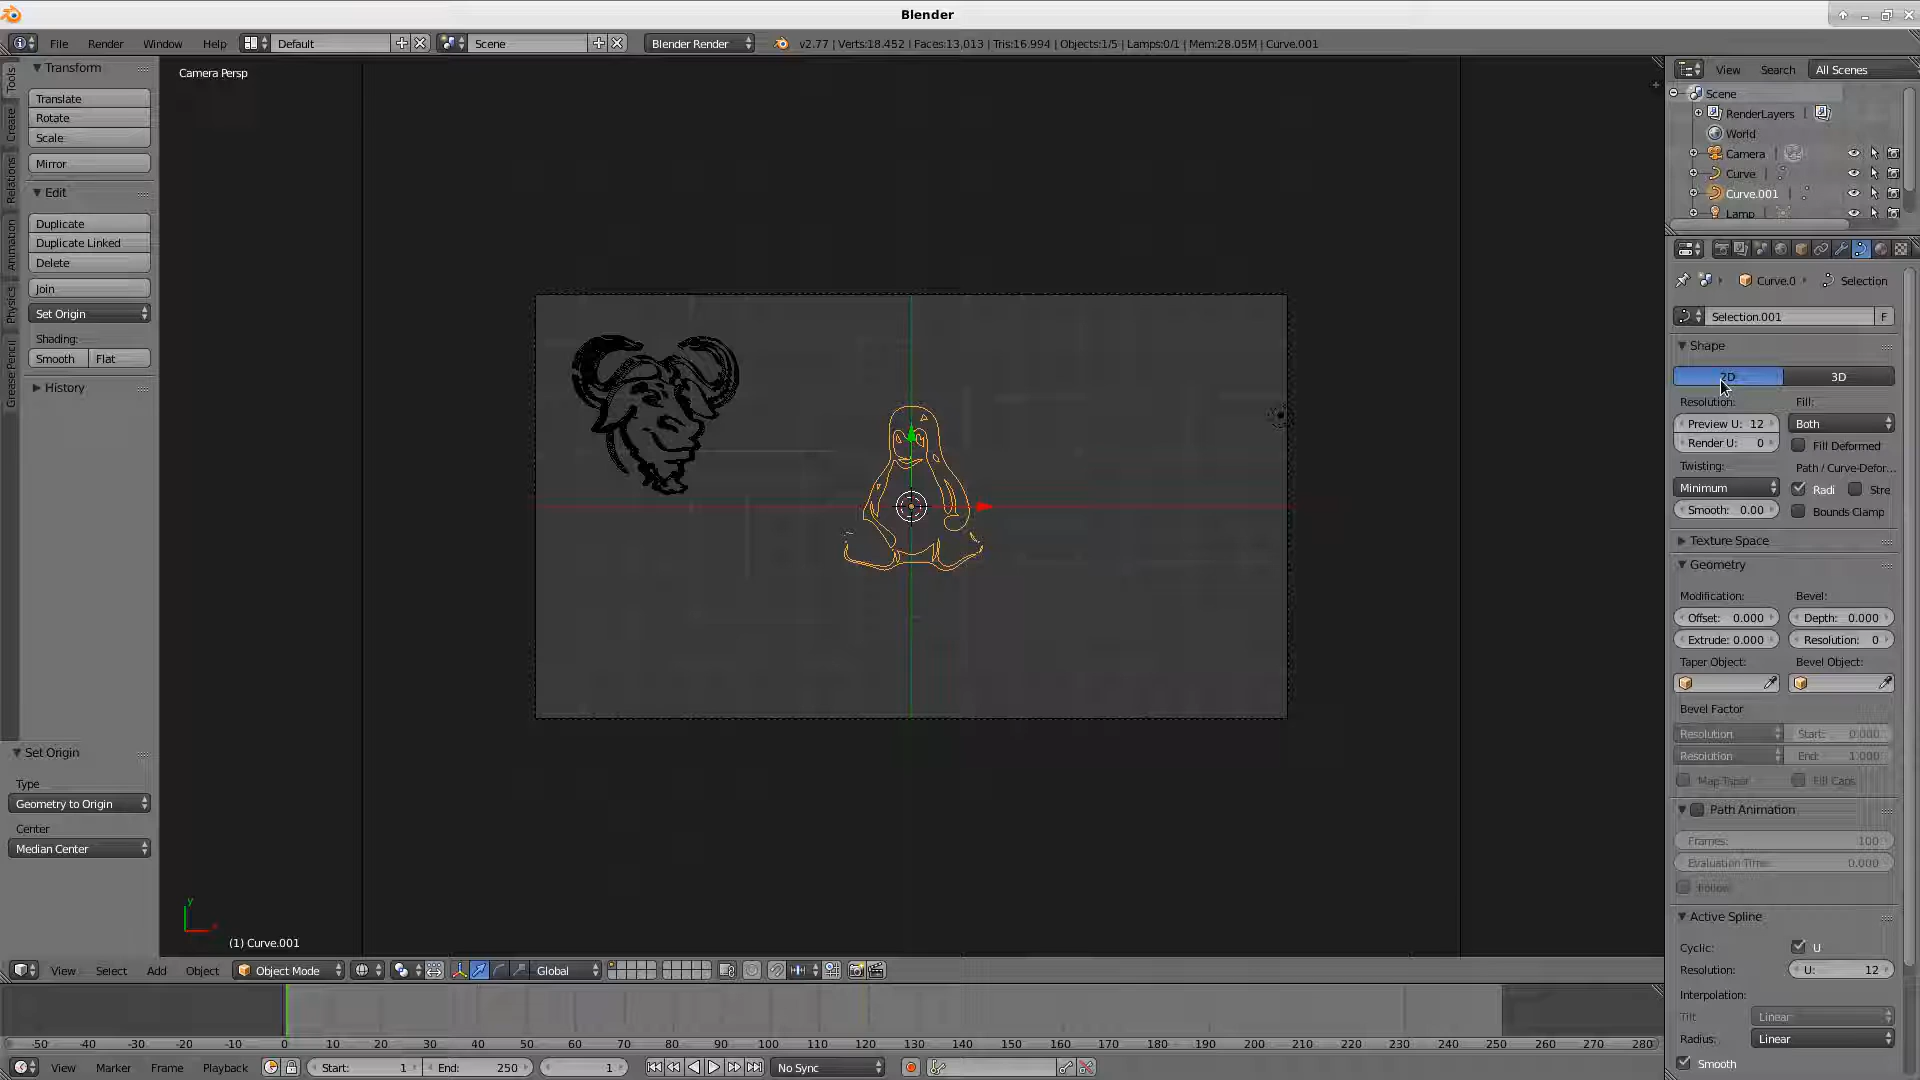 Blender
File Render Window Help Default Scene Blender Render v2.77 | Verts:18.452 | Faces:13,013 | Tris:16.994 | Objects:1/5 | Lamps:0/1 | Mem:28.05M | Curve.001
Tools
Create
Relations
Animation
Physics
Grease Pencil
Transform
Translate
Rotate
Scale
Mirror
Edit
Duplicate
Duplicate Linked
Delete
Join
Set Origin
Shading:
Smooth Flat
History
Set Origin
Type
Geometry to Origin
Center
Median Center
Camera Persp
y
(1) Curve.001
View Search All Scenes
Scene
RenderLayers |
World
Camera |
Curve |
Curve.001 |
Lamp |
Curve.0 Selection
Selection.001 F
Shape
2D 3D
Resolution: Fill:
Preview U: 12 Both
Render U: 0 Fill Deformed
Twisting: Path / Curve-Defor...
Minimum Radi Stre
Smooth: 0.00 Bounds Clamp
Texture Space
Geometry
Modification: Bevel:
Offset: 0.000 Depth: 0.000
Extrude: 0.000 Resolution: 0
Taper Object: Bevel Object:
Bevel Factor
Resolution Start: 0.000
Resolution End: 1.000
Map Taper Fill Caps
Path Animation
Frames: 100
Evaluation Time: 0.000
Follow
Active Spline
Cyclic: U
Resolution: U: 12
Interpolation:
Tilt: Linear
Radius: Linear
Smooth
View Select Add Object Object Mode Global
-50 -40 -30 -20 -10 0 10 20 30 40 50 60 70 80 90 100 110 120 130 140 150 160 170 180 190 200 210 220 230 240 250 260 270 280
View Marker Frame Playback Start: 1 End: 250 1 No Sync